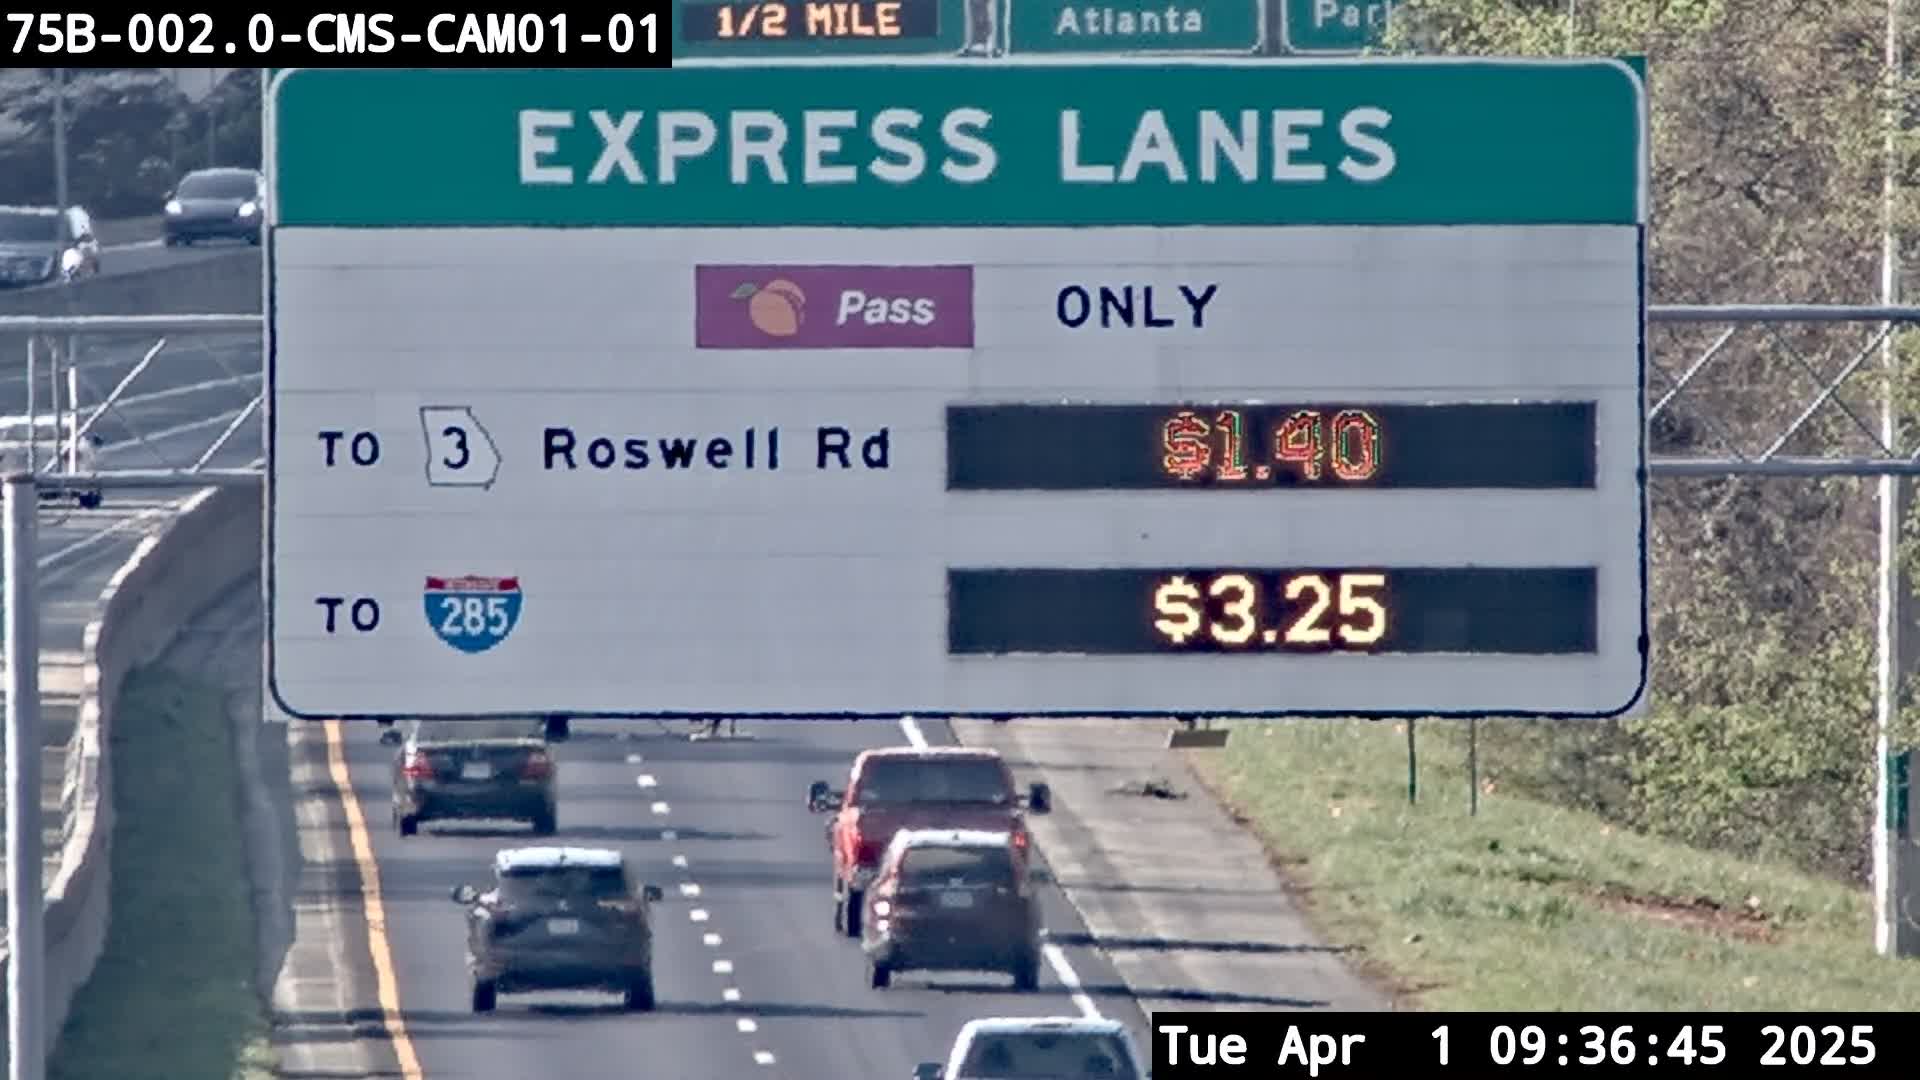 75B-002.0-CMS-CAM01-01
1/2 MILE
Atlanta
EXPRESS LANES
Pass ONLY
TO 3 Roswell Rd $1.40
TO 285 $3.25
Tue Apr 1 09:36:45 2025